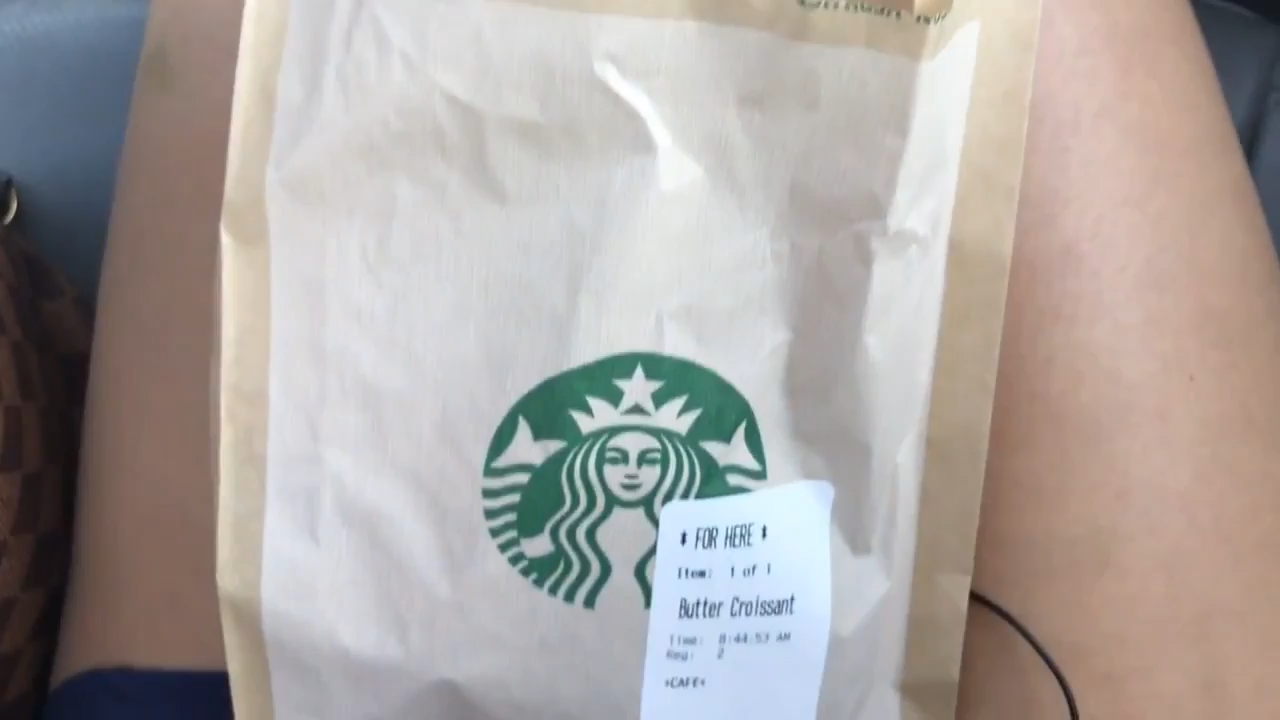 * FOR HERE *
Item: 1 of 1
Butter Croissant
Time: 8:44:53 AM
Reg: 2
>CAFE<